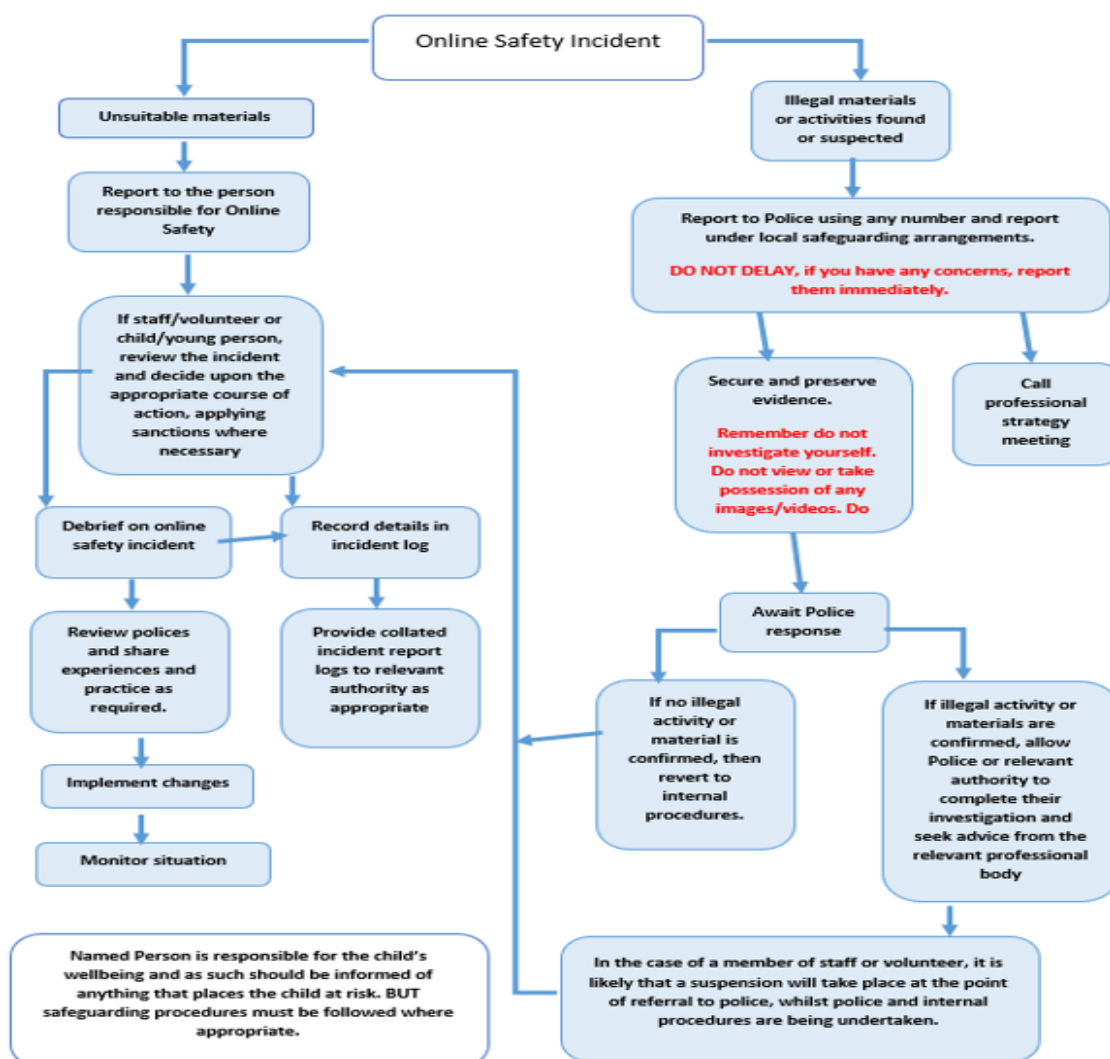 Online Safety Incident
Unsuitable materials
Report to the person
responsible for Online
Safety
If staff/volunteer or
child/young person,
review the incident
and decide upon the
appropriate course of
action, applying
sanctions where
necessary
Debrief on online
safety incident
Record details in
incident log
Review polices
and share
experiences and
practice as
required.
Provide collated
incident report
logs to relevant
authority as
appropriate
Implement changes
Monitor situation
Illegal materials
or activities found
or suspected
Report to Police using any number and report
under local safeguarding arrangements.
DO NOT DELAY, if you have any concerns, report
them immediately.
Secure and preserve
evidence.
Remember do not
investigate yourself.
Do not view or take
possession of any
images/videos. Do
Call
professional
strategy
meeting
Await Police
response
If no illegal
activity or
material is
confirmed, then
revert to
internal
procedures.
If illegal activity or
materials are
confirmed, allow
Police or relevant
authority to
complete their
investigation and
seek advice from the
relevant professional
body
Named Person is responsible for the child's
wellbeing and as such should be informed of
anything that places the child at risk. BUT
safeguarding procedures must be followed where
appropriate.
In the case of a member of staff or volunteer, it is
likely that a suspension will take place at the
point of referral to police, whilst police and internal
procedures are being undertaken.